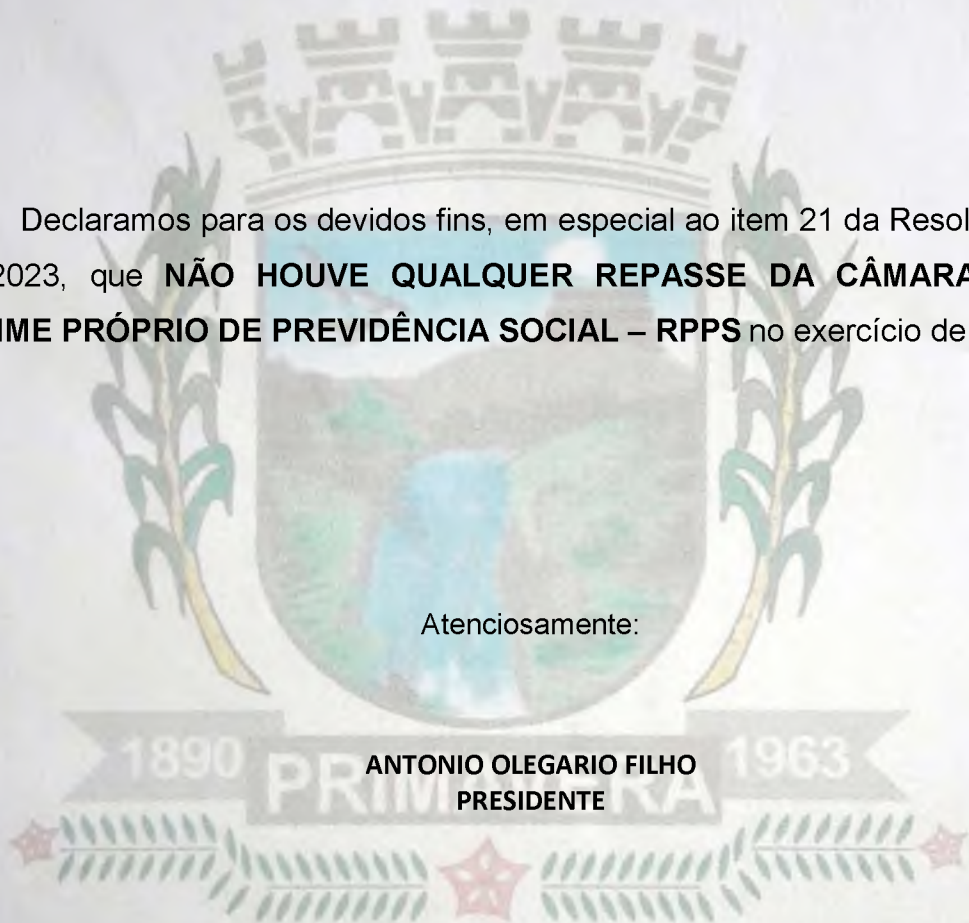 Declaramos para os devidos fins, em especial ao item 21 da Resol
2023, que NÃO HOUVE QUALQUER REPASSE DA CÂMARA
IME PRÓPRIO DE PREVIDÊNCIA SOCIAL – RPPS no exercício de
Atenciosamente:
1890 1963
ANTONIO OLEGARIO FILHO
PRESIDENTE